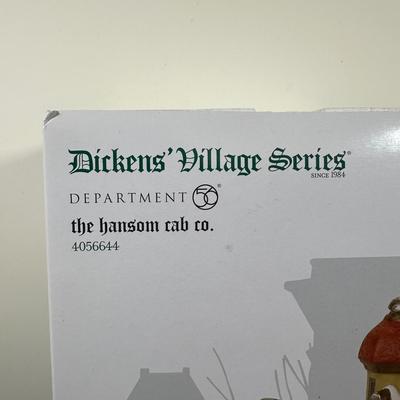 Dickens' Village Series®
SINCE 1984
DEPARTMENT 56®
the hansom cab co.
4056644